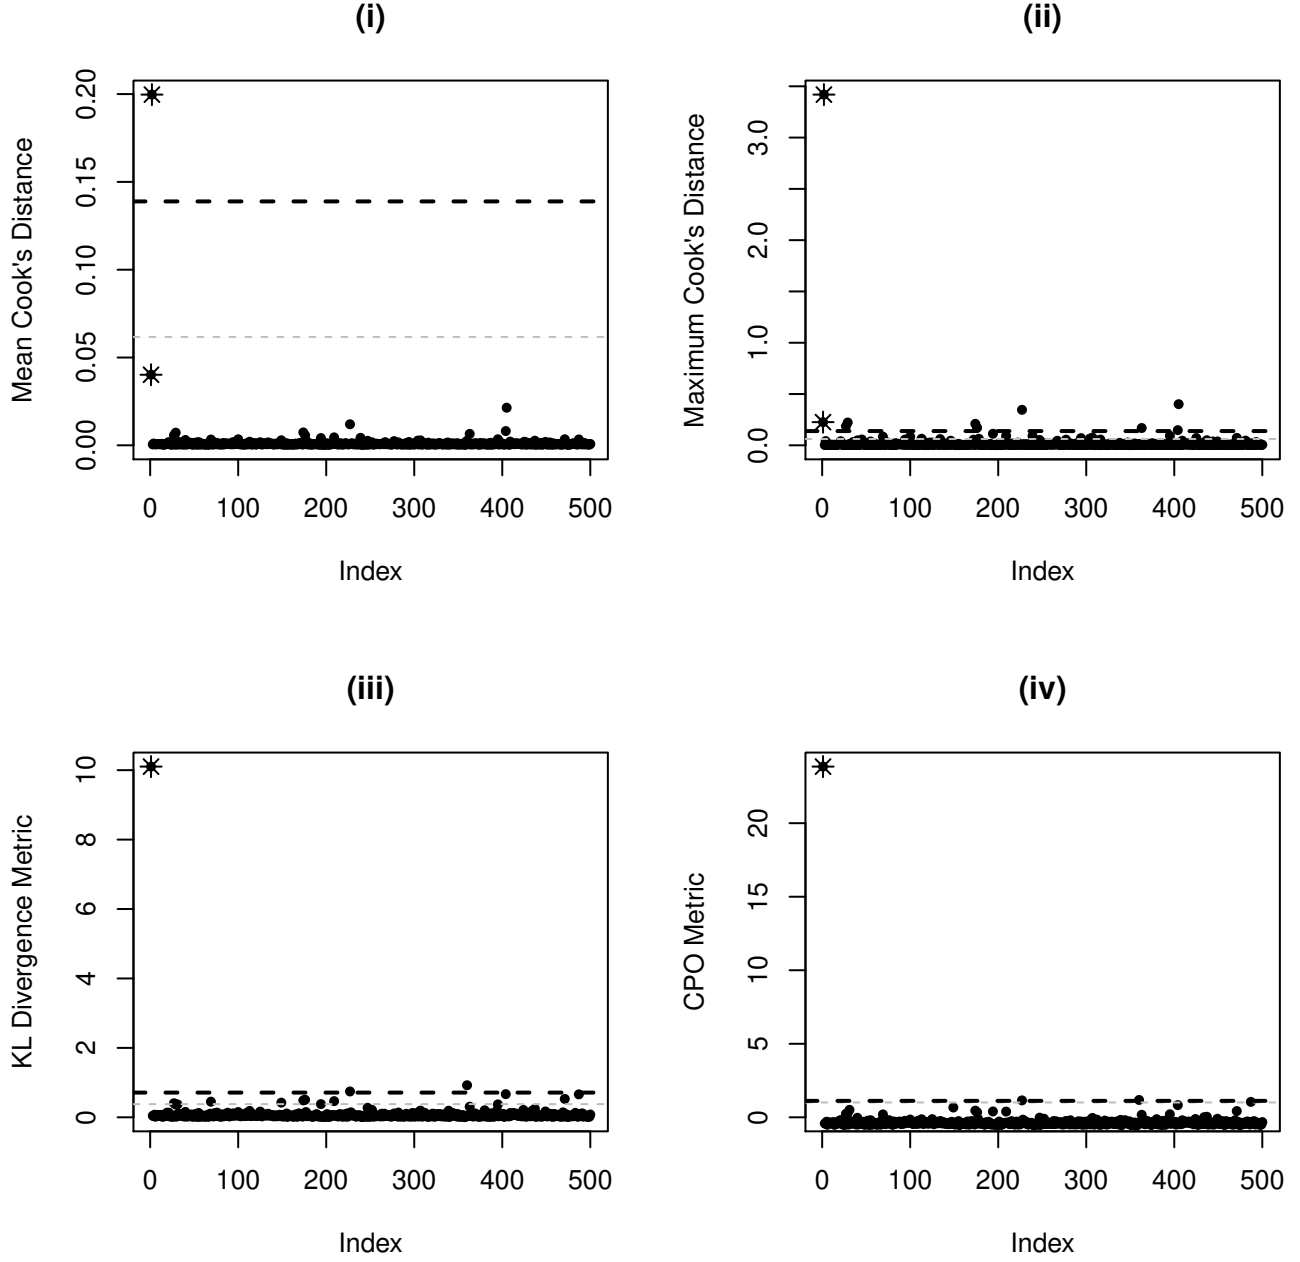 (i)
Mean Cook's Distance
0.00 0.05 0.10 0.15 0.20
0 100 200 300 400 500
Index
(ii)
Maximum Cook's Distance
0.0 1.0 2.0 3.0
0 100 200 300 400 500
Index
(iii)
KL Divergence Metric
0 2 4 6 8 10
0 100 200 300 400 500
Index
(iv)
CPO Metric
0 5 10 15 20
0 100 200 300 400 500
Index